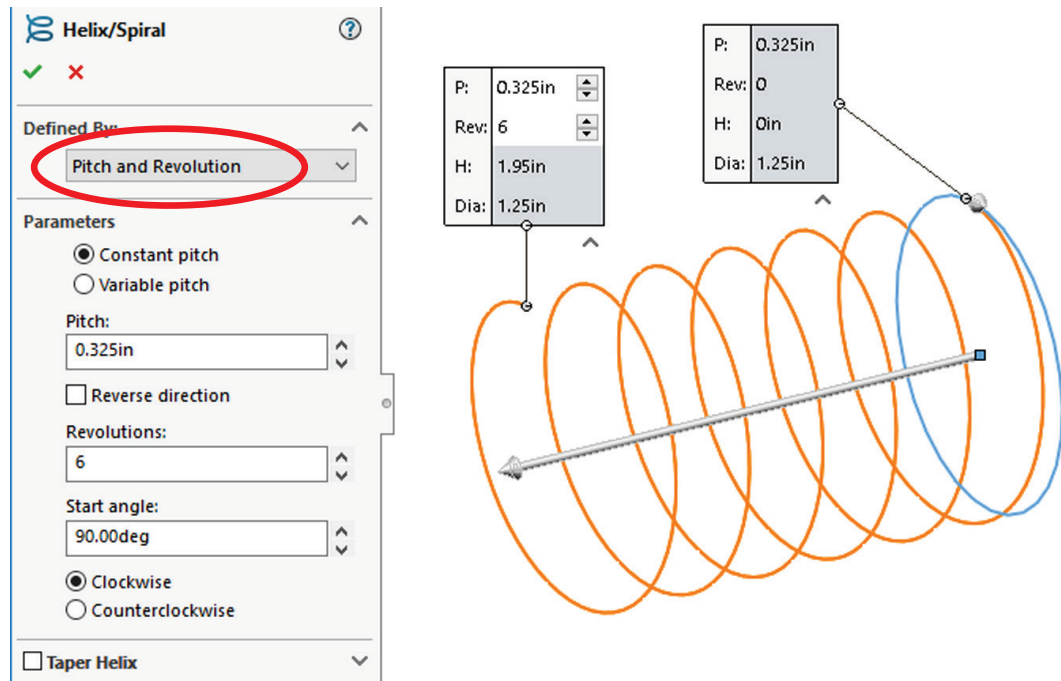 Helix/Spiral
Defined By:
Pitch and Revolution
Parameters
Constant pitch
Variable pitch
Pitch:
0.325in
Reverse direction
Revolutions:
6
Start angle:
90.00deg
Clockwise
Counterclockwise
Taper Helix
P: 0.325in
Rev: 6
H: 1.95in
Dia: 1.25in
P: 0.325in
Rev: 0
H: 0in
Dia: 1.25in